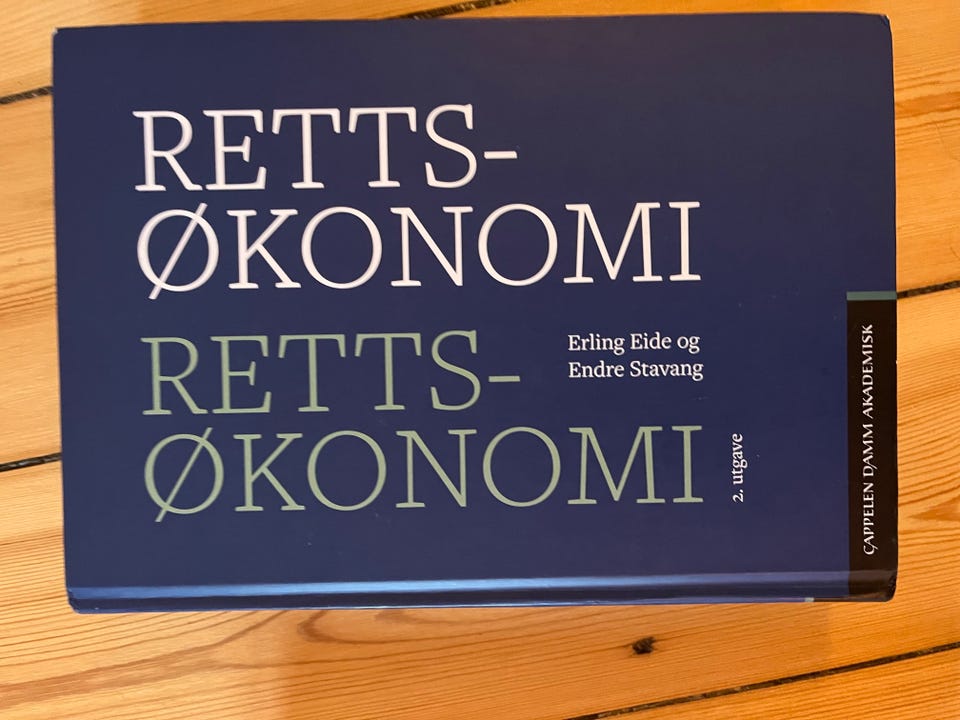 RETTS-
ØKONOMI
RETTS-
ØKONOMI
Erling Eide og
Endre Stavang
2. utgave
CAPPELEN DAMM AKADEMISK